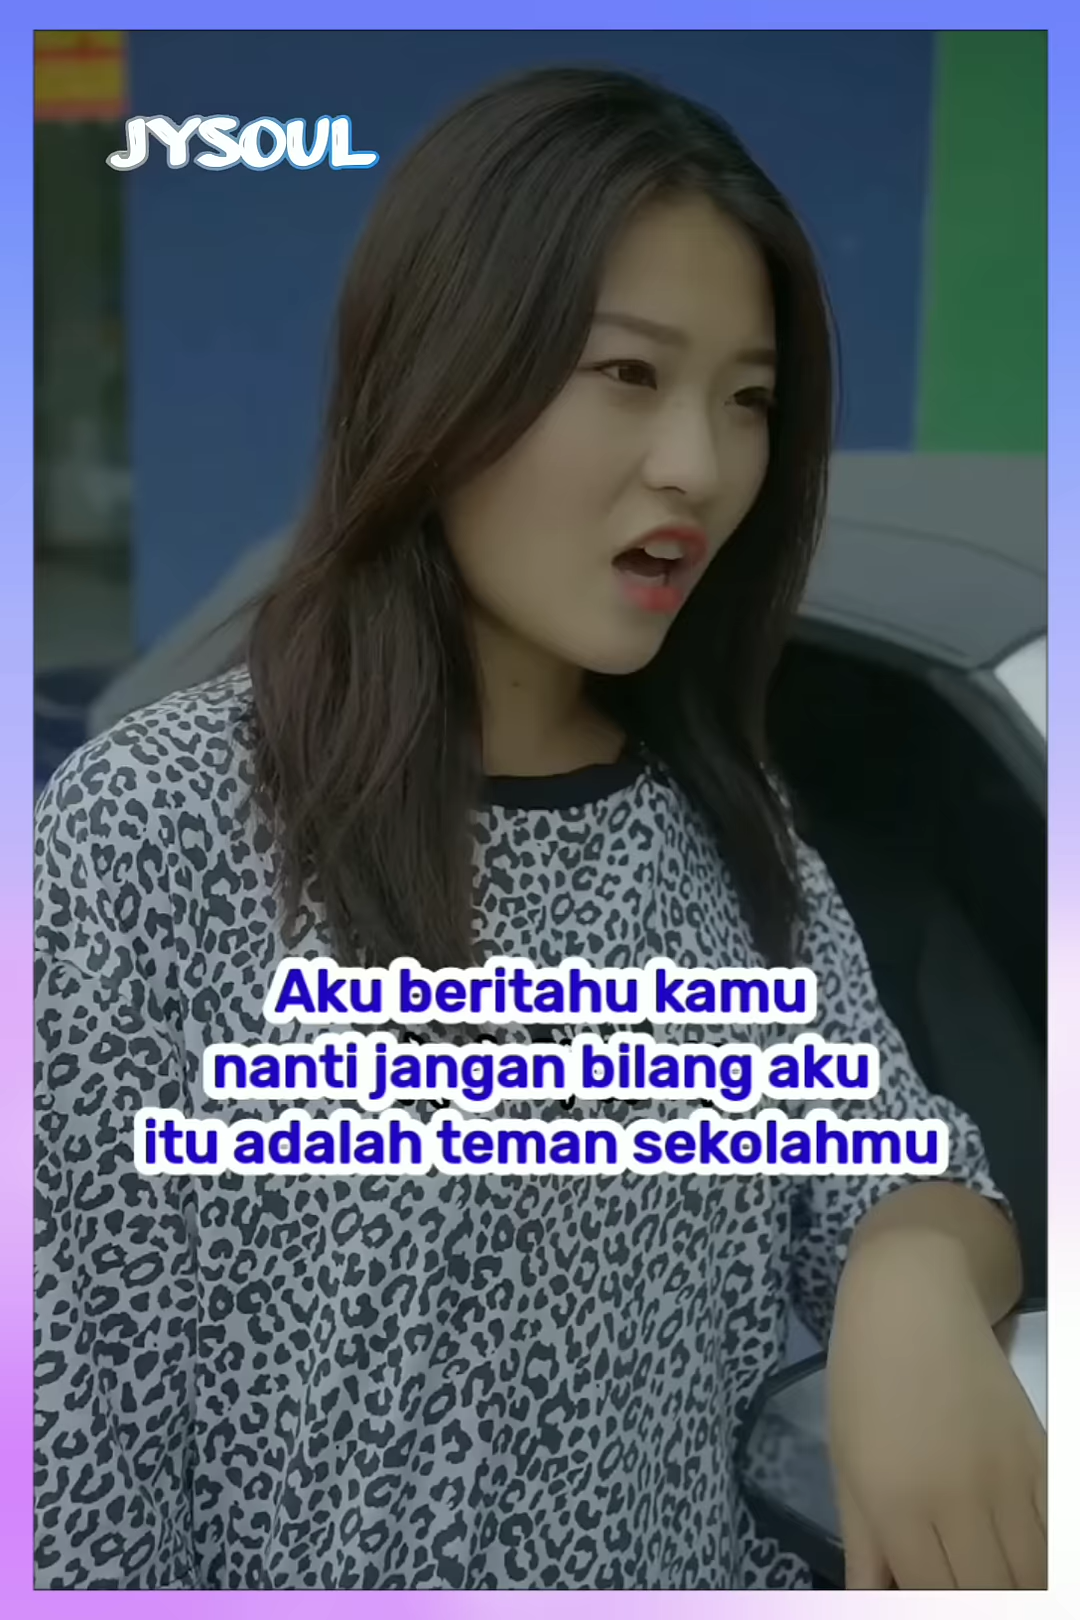 JYSOUL
Aku beritahu kamu
nanti jangan bilang aku
itu adalah teman sekolahmu